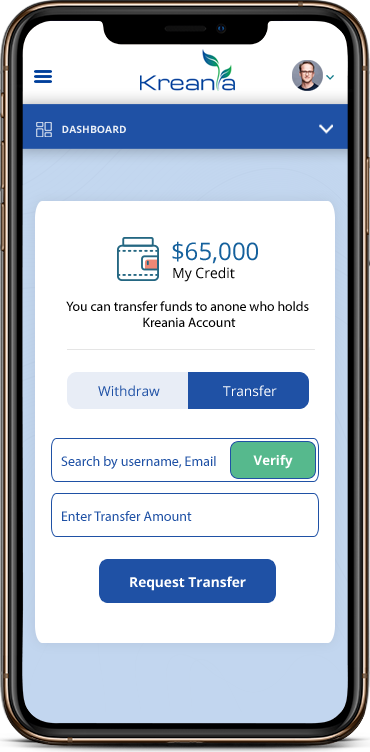 Kreania
DASHBOARD
$65,000
My Credit
You can transfer funds to anone who holds
Kreania Account
Withdraw
Transfer
Search by username, Email
Verify
Enter Transfer Amount
Request Transfer